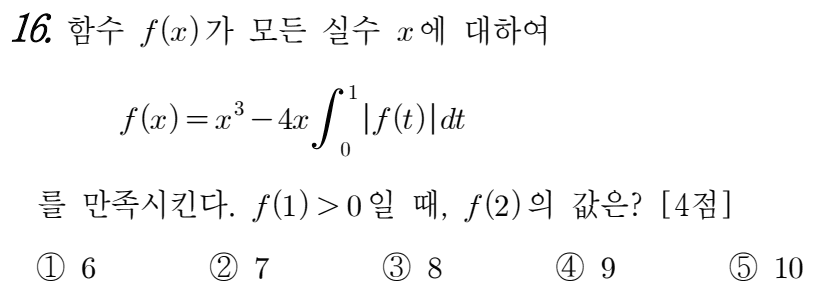 16. 함수 f(x)가 모든 실수 x에 대하여
f(x)=x³-4x∫₀¹|f(t)|dt
를 만족시킨다. f(1)>0일 때, f(2)의 값은? [4점]
① 6 ② 7 ③ 8 ④ 9 ⑤ 10